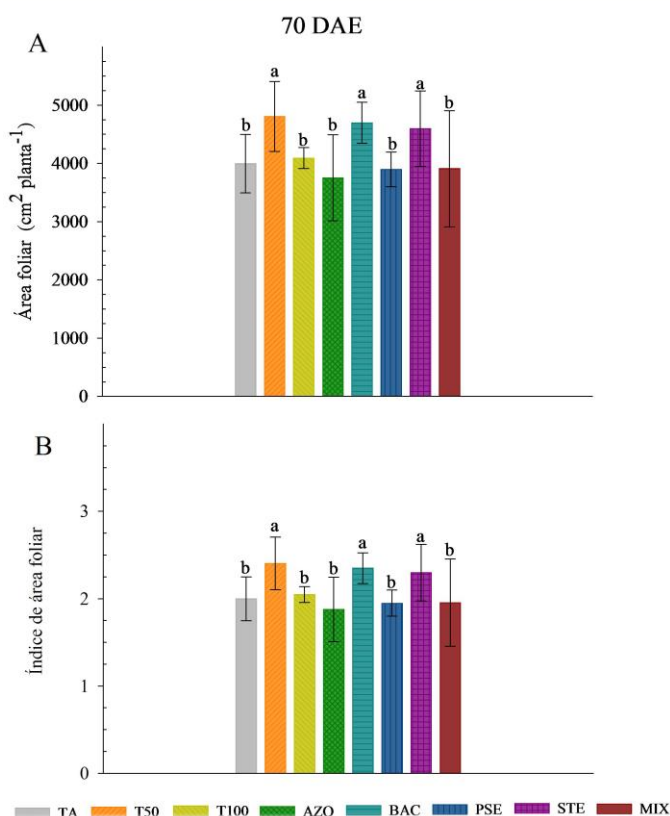 70 DAE
A
Área foliar (cm² planta⁻¹)
5000
4000
3000
2000
1000
0
b
a
b
b
a
b
a
b
B
Índice de área foliar
3
2
1
0
b
a
b
b
a
b
a
b
TA T50 T100 AZO BAC PSE STE MIX